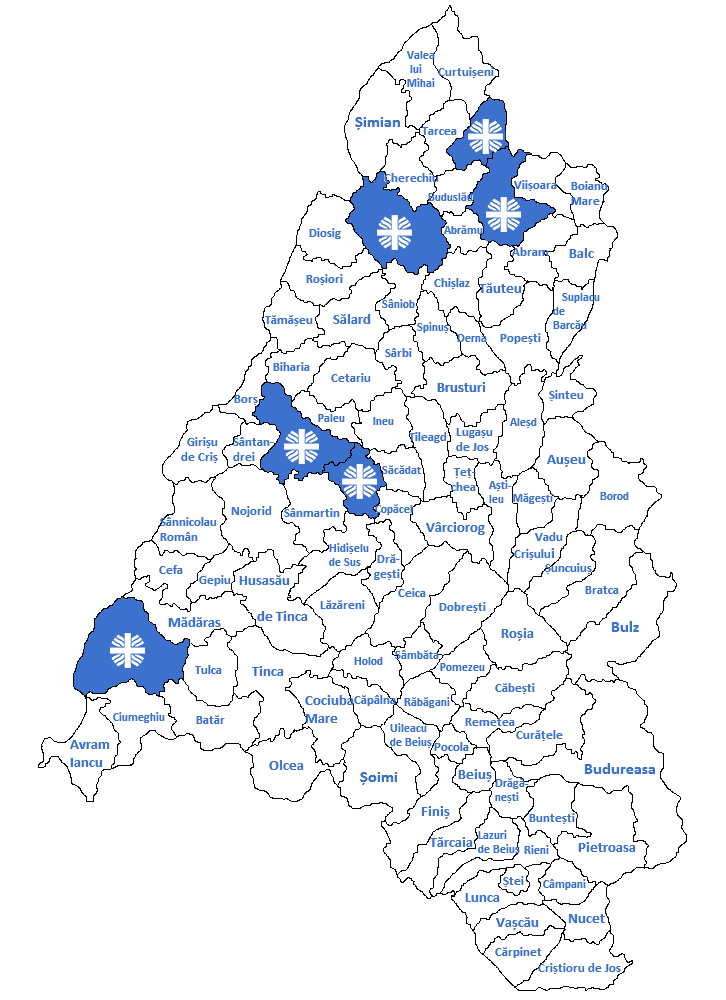 Valea
lui
Mihai
Curtuișeni
Șimian
Tarcea
Cherechiu
Buduslău
Viișoara
Boianu
Mare
Diosig
Abrămu
Abram
Balc
Roșiori
Chișlaz
Tăuteu
Săniob
Suplacu
de
Barcău
Tămășeu
Sălard
Spinuș
Derna
Popești
Sârbi
Biharia
Cetariu
Brusturi
Borș
Șinteu
Paleu
Ineu
Aleșd
Tileagd
Lugașu
de Jos
Girișu
de Criș
Sântan-
drei
Săcădat
Aușeu
Țeț-
chea
Aști-
leu
Măgești
Borod
Nojorid
Sânmartin
Copăcel
Sânnicolau
Român
Vârciorog
Vadu
Crișului
Hidișelu
de Sus
Dră-
gești
Șuncuiuș
Cefa
Gepiu
Husasău
de Tinca
Ceica
Bratca
Lăzăreni
Dobrești
Mădăras
Roșia
Bulz
Holod
Sâmbăta
Pomezeu
Tulca
Tinca
Căbești
Cociuba
Mare
Căpâlna
Răbăgani
Ciumeghiu
Batăr
Remetea
Uileacu
de Beiuș
Curățele
Avram
Iancu
Pocola
Olcea
Șoimi
Beiuș
Budureasa
Drăgă-
nești
Finiș
Buntești
Tărcaia
Lazuri
de Beiuș
Rieni
Pietroasa
Ștei
Câmpani
Lunca
Vașcău
Nucet
Cărpinet
Criștioru de Jos